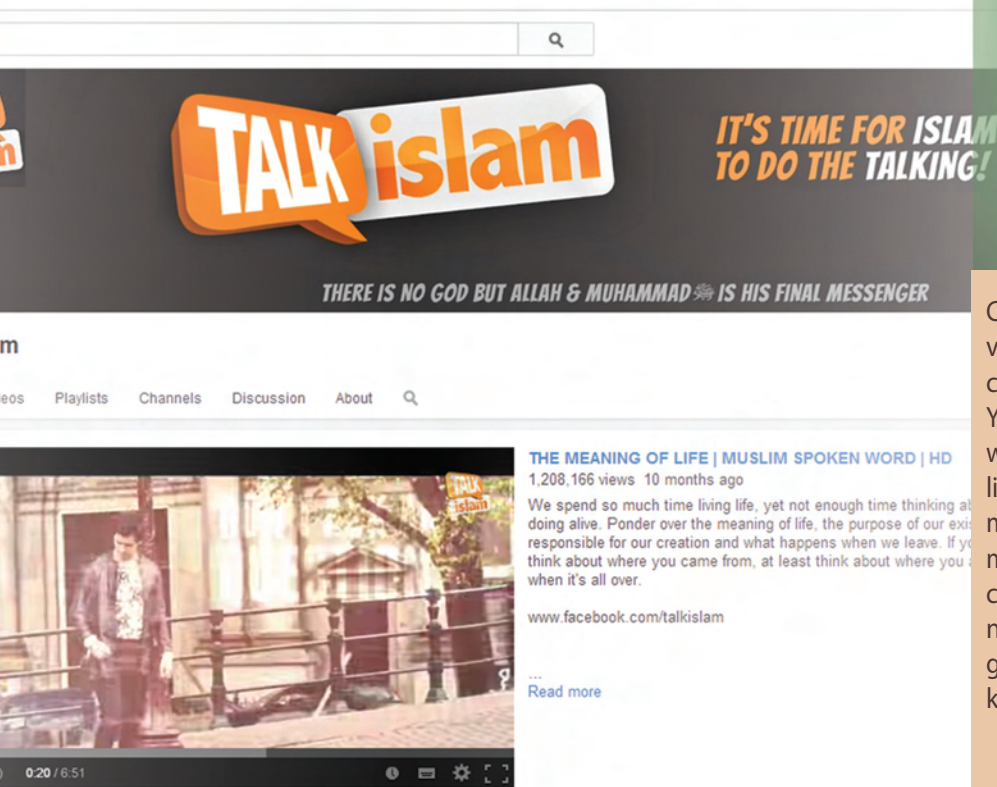 TALK islam
IT'S TIME FOR ISLAM
TO DO THE TALKING!
THERE IS NO GOD BUT ALLAH & MUHAMMAD ﷺ IS HIS FINAL MESSENGER
m
eos Playlists Channels Discussion About
THE MEANING OF LIFE | MUSLIM SPOKEN WORD | HD
1,208,166 views 10 months ago
We spend so much time living life, yet not enough time thinking ab
doing alive. Ponder over the meaning of life, the purpose of our exi
responsible for our creation and what happens when we leave. If yo
think about where you came from, at least think about where you
when it's all over.
www.facebook.com/talkislam
...
Read more
TALK
islam
0:20 / 6:51